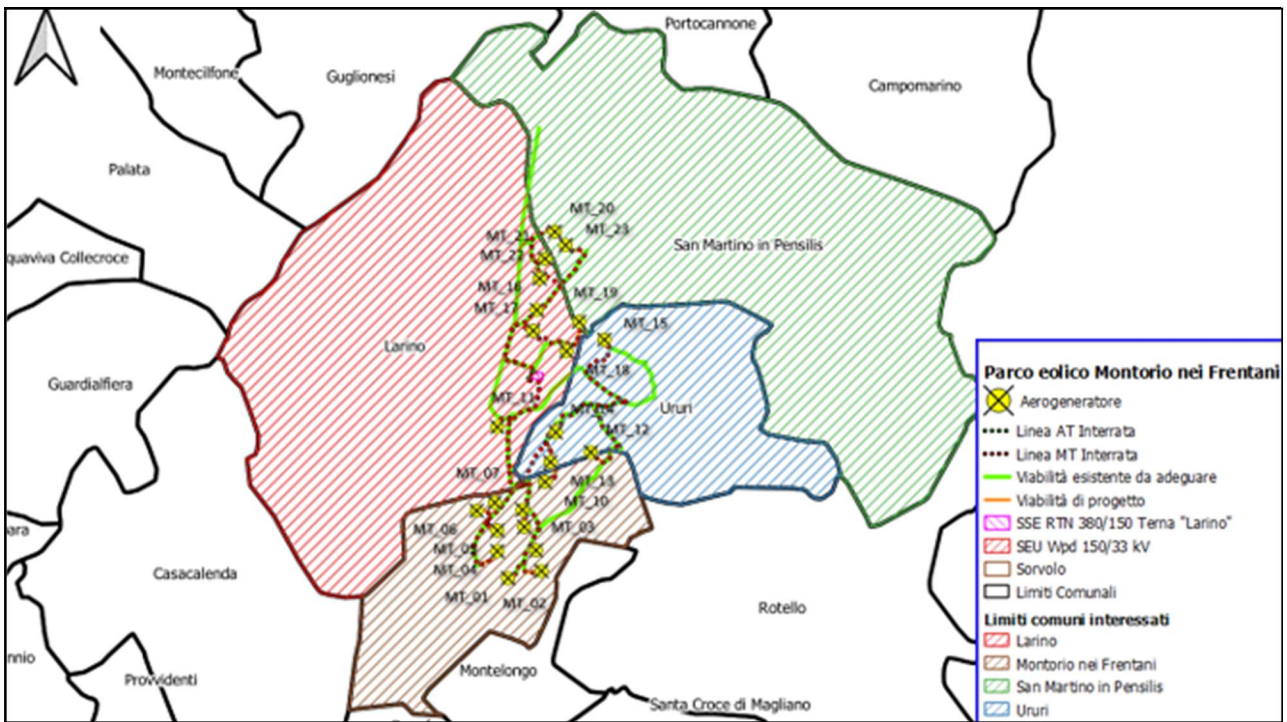 Portocannone
Montecilfone
Guglionesi
Campomarino
Palata
MT_20
MT_23
MT_21
San Martino in Pensilis
MT_22
quaviva Collecroce
MT_16
MT_19
MT_17
MT_15
Larino
MT_18
Guardialfiera
MT_11
Ururi
MT_12
MT_07
MT_13
MT_10
MT_06
MT_03
ara
MT_05
MT_04
Casacalenda
MT_01
MT_02
Rotello
nnio
Montelongo
Provvidenti
Santa Croce di Magliano
Parco eolico Montorio nei Frentani
Aerogeneratore
Linea AT Interrata
Linea MT Interrata
Viabilità esistente da adeguare
Viabilità di progetto
SSE RTN 380/150 Terna "Larino"
SEU Wpd 150/33 kV
Sorvolo
Limiti Comunali
Limiti comuni interessati
Larino
Montorio nei Frentani
San Martino in Pensilis
Ururi